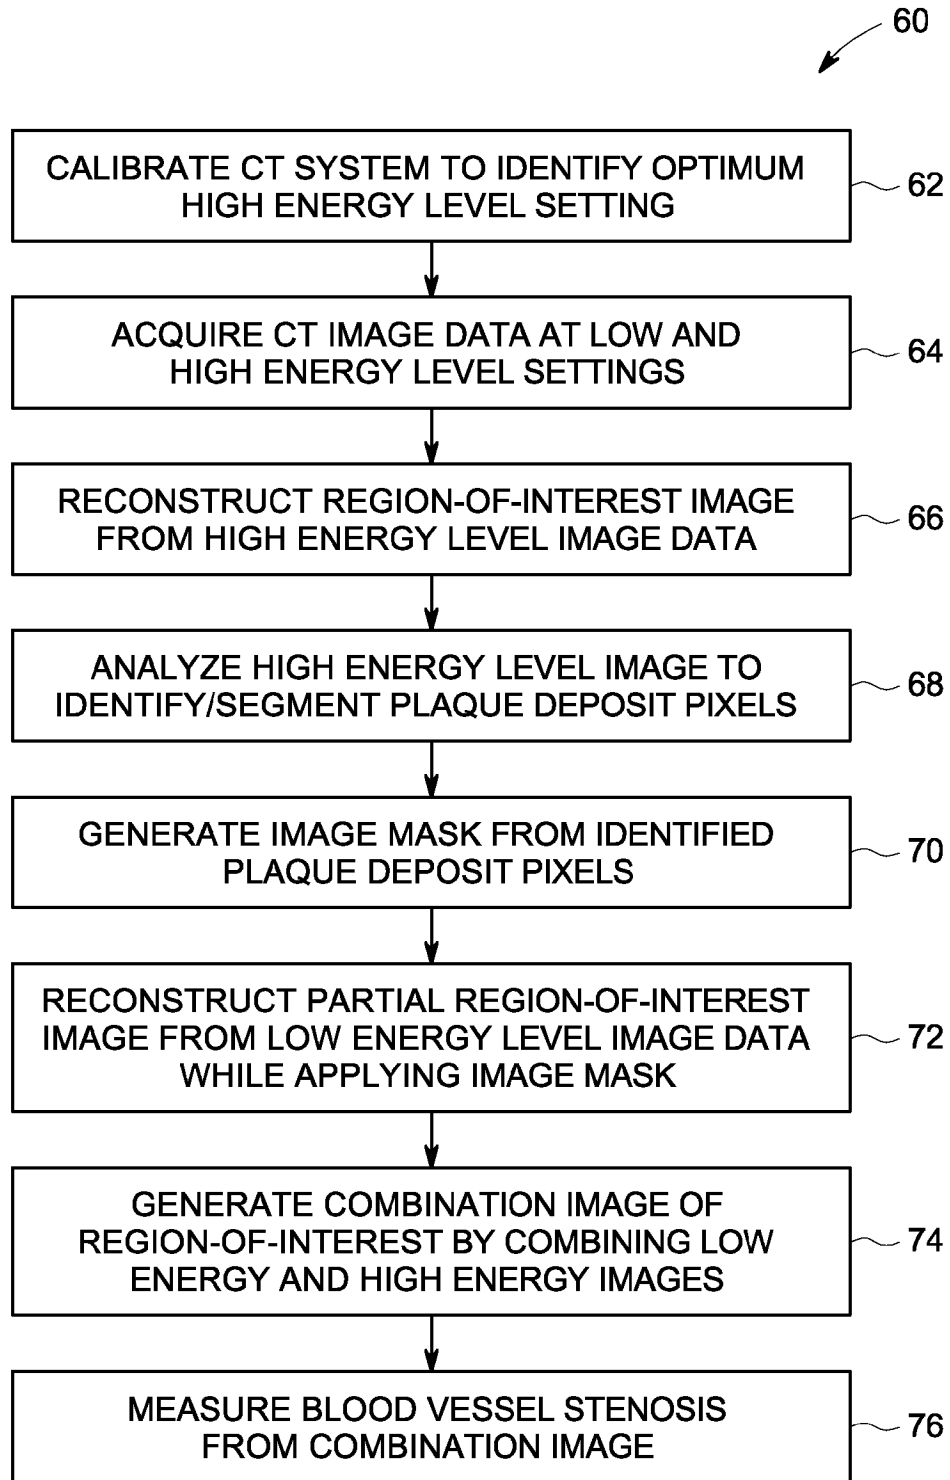 60
CALIBRATE CT SYSTEM TO IDENTIFY OPTIMUM
HIGH ENERGY LEVEL SETTING
62
ACQUIRE CT IMAGE DATA AT LOW AND
HIGH ENERGY LEVEL SETTINGS
64
RECONSTRUCT REGION-OF-INTEREST IMAGE
FROM HIGH ENERGY LEVEL IMAGE DATA
66
ANALYZE HIGH ENERGY LEVEL IMAGE TO
IDENTIFY/SEGMENT PLAQUE DEPOSIT PIXELS
68
GENERATE IMAGE MASK FROM IDENTIFIED
PLAQUE DEPOSIT PIXELS
70
RECONSTRUCT PARTIAL REGION-OF-INTEREST
IMAGE FROM LOW ENERGY LEVEL IMAGE DATA
WHILE APPLYING IMAGE MASK
72
GENERATE COMBINATION IMAGE OF
REGION-OF-INTEREST BY COMBINING LOW
ENERGY AND HIGH ENERGY IMAGES
74
MEASURE BLOOD VESSEL STENOSIS
FROM COMBINATION IMAGE
76